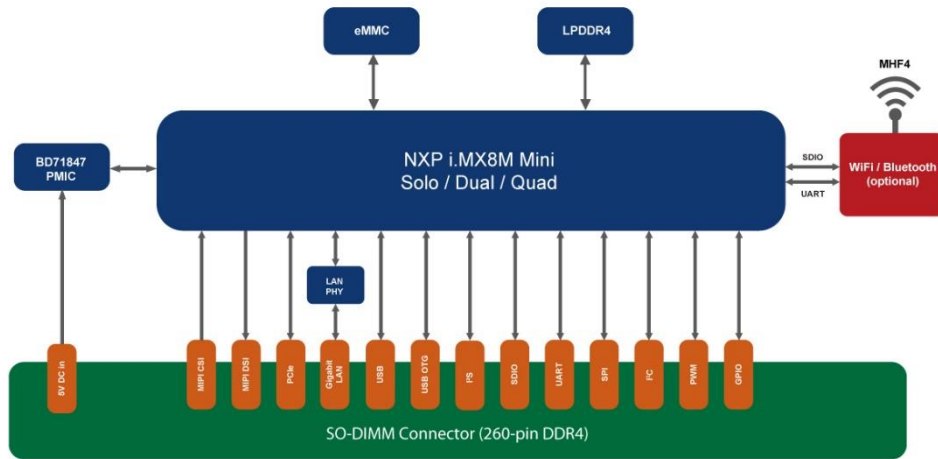 eMMC
LPDDR4
MHF4
BD71847
PMIC
NXP i.MX8M Mini
Solo / Dual / Quad
SDIO
UART
WiFi / Bluetooth
(optional)
LAN
PHY
5V DC in
MIPI CSI
MIPI DSI
PCIe
Gigabit
LAN
USB
USB OTG
I²S
SDIO
UART
SPI
I²C
PWM
GPIO
SO-DIMM Connector (260-pin DDR4)